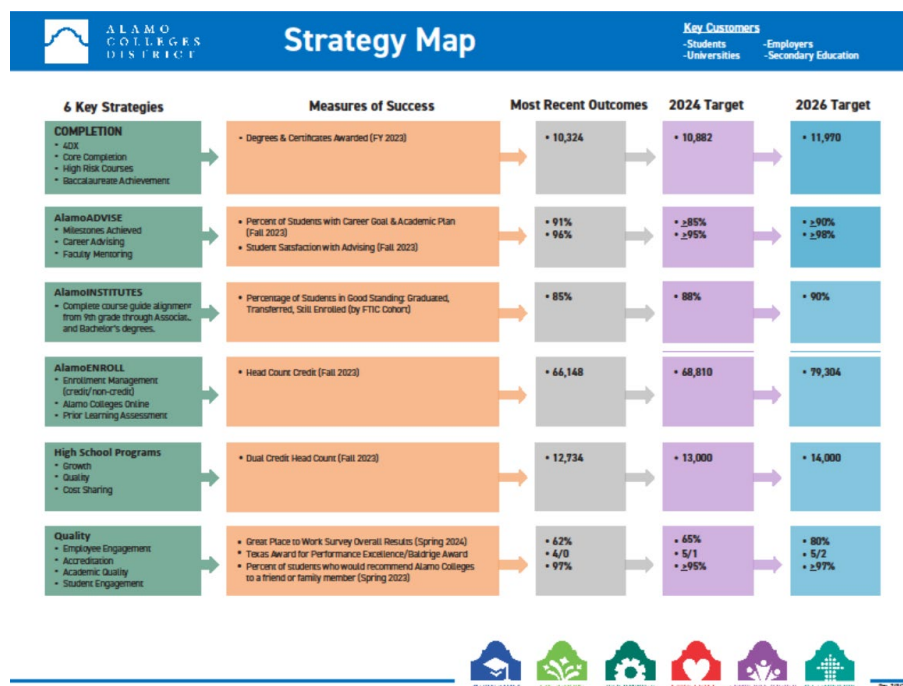 ALAMO
COLLEGES
DISTRICT
Strategy Map
Key Customers
-Students
-Employers
-Universities
-Secondary Education
6 Key Strategies
Measures of Success
Most Recent Outcomes
2024 Target
2026 Target
COMPLETION
• 4DX
• Core Completion
• High Risk Courses
• Baccalaureate Achievement
• Degrees & Certificates Awarded (FY 2023)
• 10,324
• 10,882
• 11,970
AlamoADVISE
• Milestones Achieved
• Career Advising
• Faculty Mentoring
• Percent of Students with Career Goal & Academic Plan
(Fall 2023)
• Student Satisfaction with Advising (Fall 2023)
• 91%
• 96%
• ≥85%
• ≥95%
• ≥90%
• ≥98%
AlamoINSTITUTES
• Complete course guide alignment
from 9th grade through Associat..
and Bachelor's degrees.
• Percentage of Students in Good Standing: Graduated,
Transferred, Still Enrolled (by FTIC Cohort)
• 85%
• 88%
• 90%
AlamoENROLL
• Enrollment Management
(credit/non-credit)
• Alamo Colleges Online
• Prior Learning Assessment
• Head Count Credit (Fall 2023)
• 66,148
• 68,810
• 79,304
High School Programs
• Growth
• Quality
• Cost Sharing
• Dual Credit Head Count (Fall 2023)
• 12,734
• 13,000
• 14,000
Quality
• Employee Engagement
• Accreditation
• Academic Quality
• Student Engagement
• Great Place to Work Survey Overall Results (Spring 2024)
• Texas Award for Performance Excellence/Baldrige Award
• Percent of students who would recommend Alamo Colleges
to a friend or family member (Spring 2023)
• 62%
• 4/0
• 97%
• 65%
• 5/1
• ≥95%
• 80%
• 5/2
• ≥97%